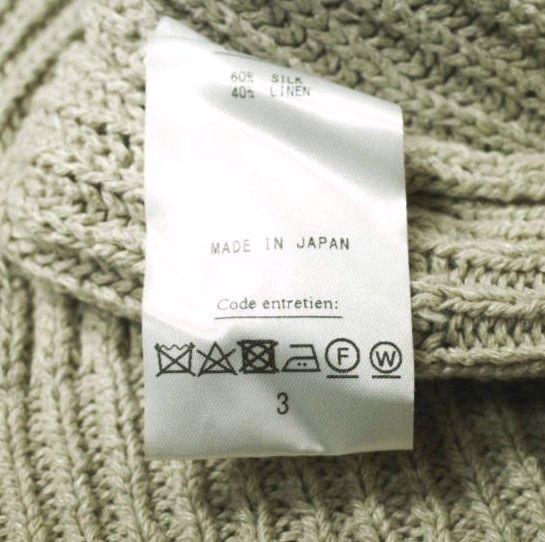 60% SILK
40% LINEN
MADE IN JAPAN
Code entretien:
F W
3